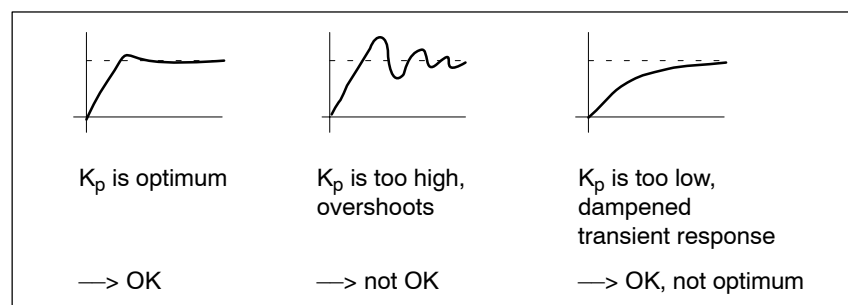 Kp is optimum
——> OK
Kp is too high,
overshoots
——> not OK
Kp is too low,
dampened
transient response
——> OK, not optimum